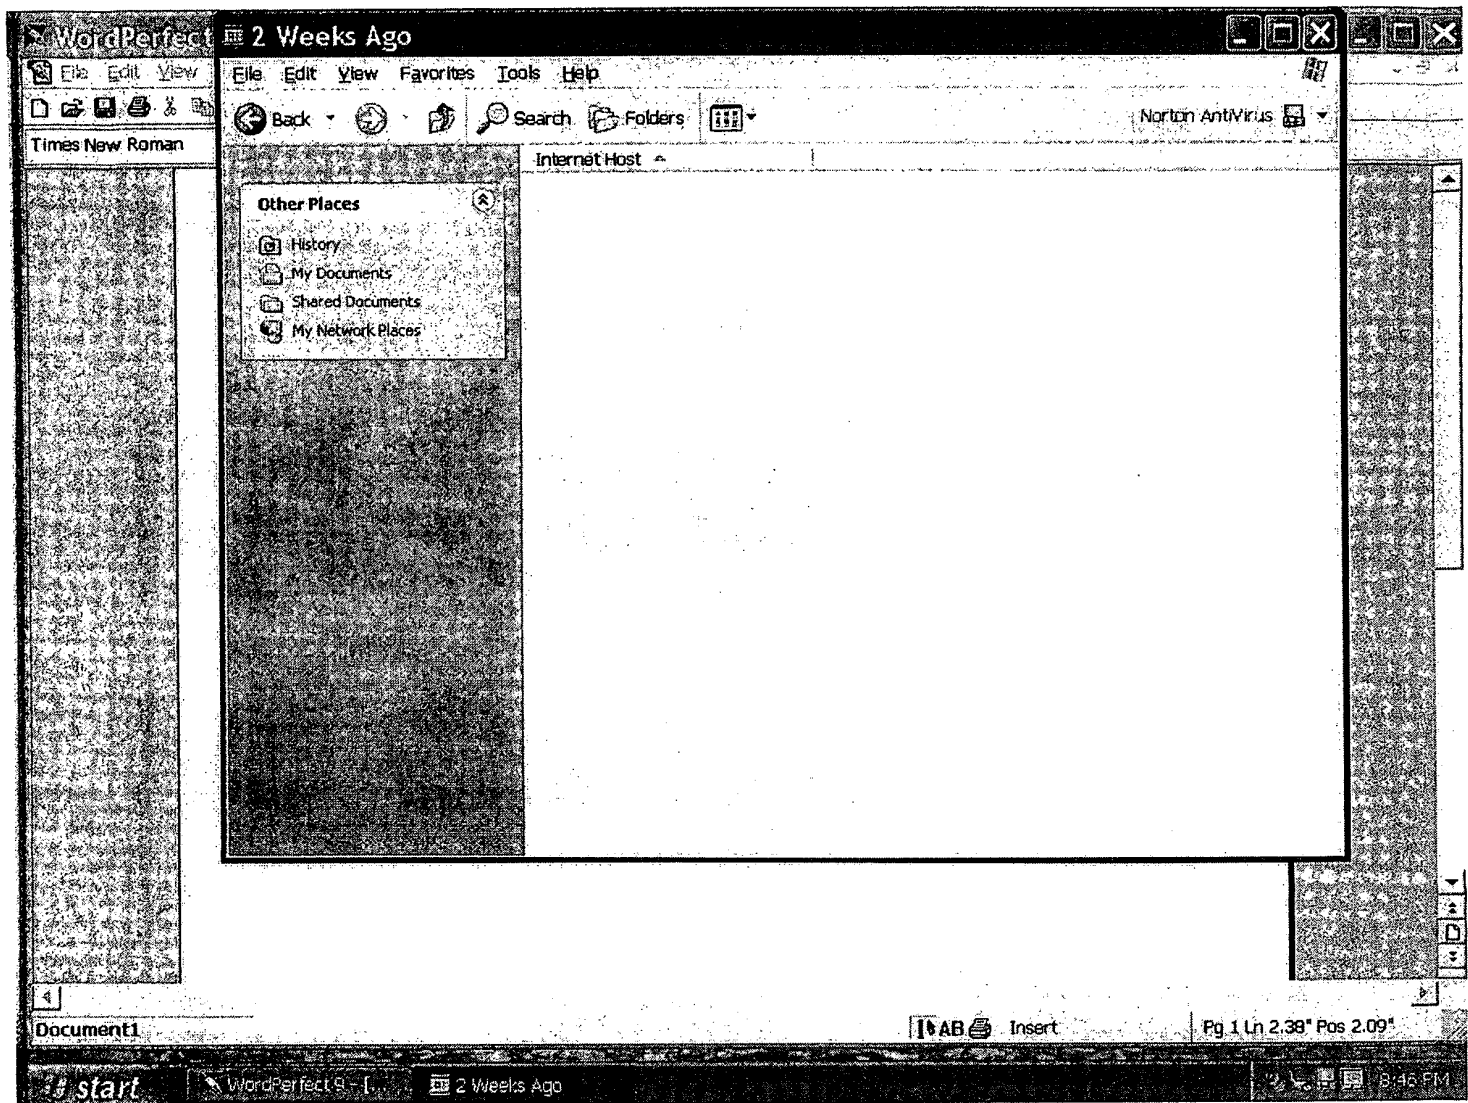 WordPerfect
2 Weeks Ago
File Edit View
File Edit View Favorites Tools Help
Back Search Folders Norton AntiVirus
Times New Roman
Internet Host
Other Places
History
My Documents
Shared Documents
My Network Places
Document1 AB Insert Pg 1 Ln 2.38" Pos 2.09"
start WordPerfect 9 - [... 2 Weeks Ago